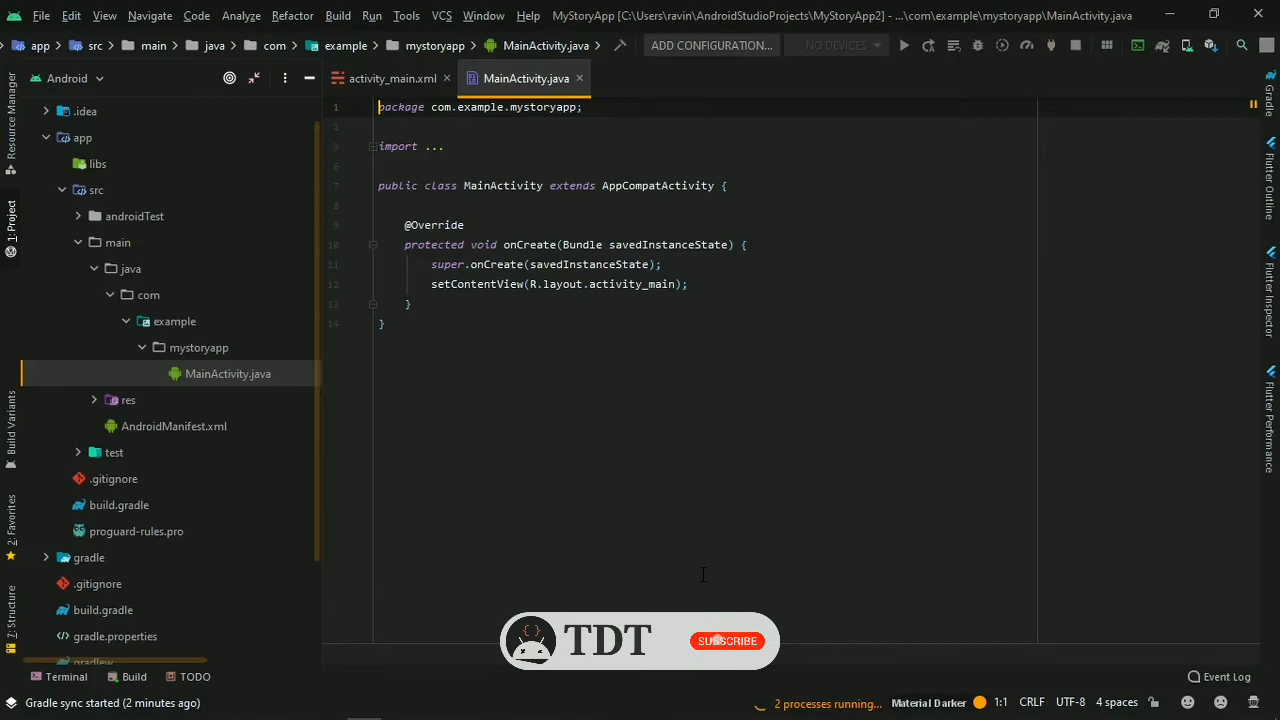 File Edit View Navigate Code Analyze Refactor Build Run Tools VCS Window Help MyStoryApp [C:\Users\ravin\AndroidStudioProjects\MyStoryApp2] - ...\com\example\mystoryapp\MainActivity.java
app src main java com example mystoryapp MainActivity.java ADD CONFIGURATION... NO DEVICES
Android
activity_main.xml
MainActivity.java
Resource Manager
1: Project
Build Variants
2: Favorites
7: Structure
.idea
app
libs
src
androidTest
main
java
com
example
mystoryapp
MainActivity.java
res
AndroidManifest.xml
test
.gitignore
build.gradle
proguard-rules.pro
gradle
.gitignore
build.gradle
gradle.properties
gradlew
1 package com.example.mystoryapp;
2
3 import ...
6
7 public class MainActivity extends AppCompatActivity {
8
9 @Override
10 protected void onCreate(Bundle savedInstanceState) {
11 super.onCreate(savedInstanceState);
12 setContentView(R.layout.activity_main);
13 }
14 }
Gradle
Flutter Outline
Flutter Inspector
Flutter Performance
TDT
SUBSCRIBE
Terminal Build TODO Event Log
Gradle sync started (2 minutes ago) 2 processes running... Material Darker 1:1 CRLF UTF-8 4 spaces